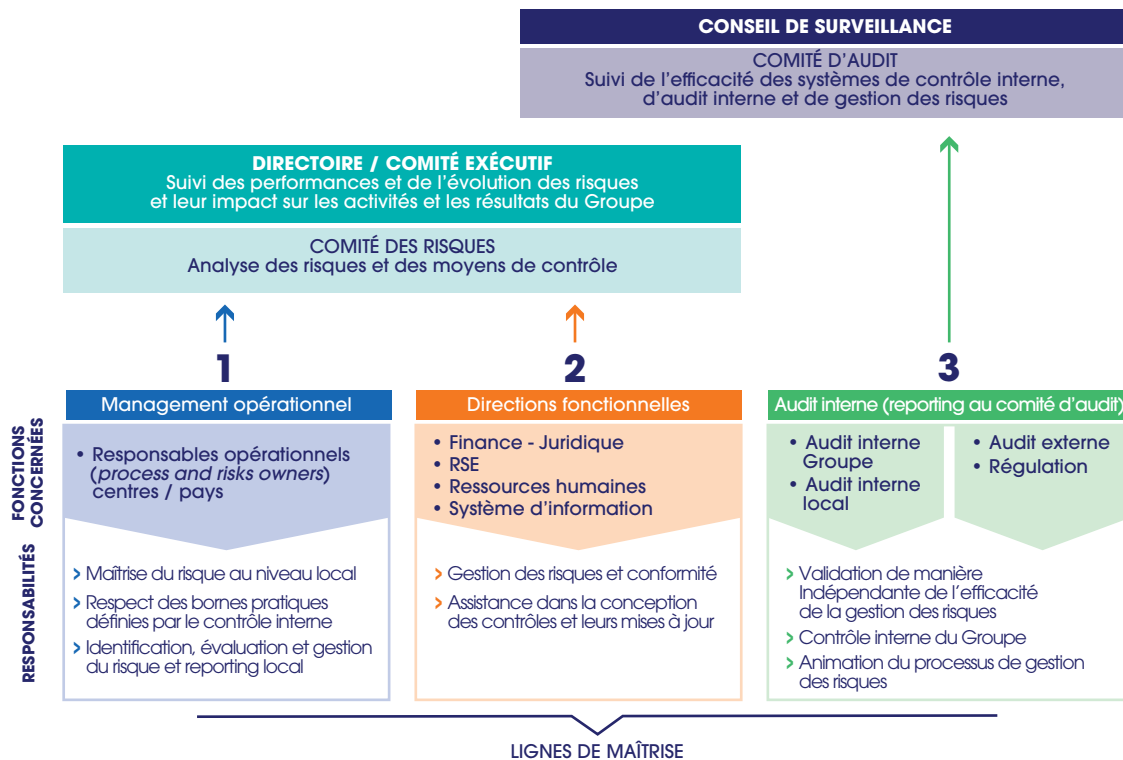 CONSEIL DE SURVEILLANCE
COMITÉ D'AUDIT
Suivi de l'efficacité des systèmes de contrôle interne,
d'audit interne et de gestion des risques
DIRECTOIRE / COMITÉ EXÉCUTIF
Suivi des performances et de l'évolution des risques
et leur impact sur les activités et les résultats du Groupe
COMITÉ DES RISQUES
Analyse des risques et des moyens de contrôle
1
2
3
FONCTIONS
CONCERNÉES
Management opérationnel
• Responsables opérationnels
(process and risks owners)
centres / pays
Directions fonctionnelles
• Finance - Juridique
• RSE
• Ressources humaines
• Système d'information
Audit interne (reporting au comité d'audit)
• Audit interne
Groupe
• Audit interne
local
• Audit externe
• Régulation
RESPONSABILITÉS
> Maîtrise du risque au niveau local
> Respect des bornes pratiques
définies par le contrôle interne
> Identification, évaluation et gestion
du risque et reporting local
> Gestion des risques et conformité
> Assistance dans la conception
des contrôles et leurs mises à jour
> Validation de manière
Indépendante de l'efficacité
de la gestion des risques
> Contrôle interne du Groupe
> Animation du processus de gestion
des risques
LIGNES DE MAÎTRISE